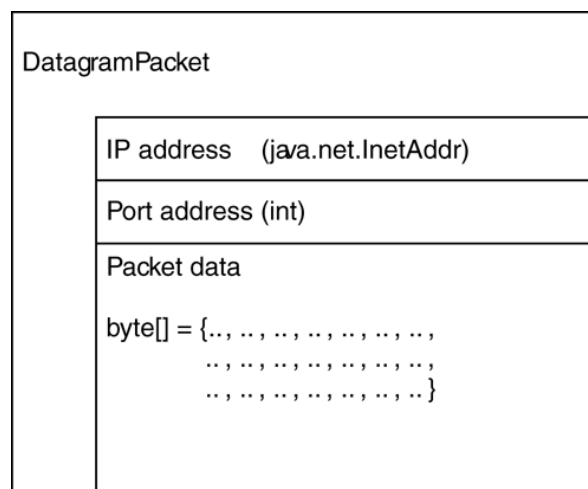 DatagramPacket
IP address (java.net.InetAddr)
Port address (int)
Packet data
byte[] = {.. , .. , .. , .. , .. , .. , .. ,
.. , .. , .. , .. , .. , .. , .. ,
.. , .. , .. , .. , .. , .. , .. }